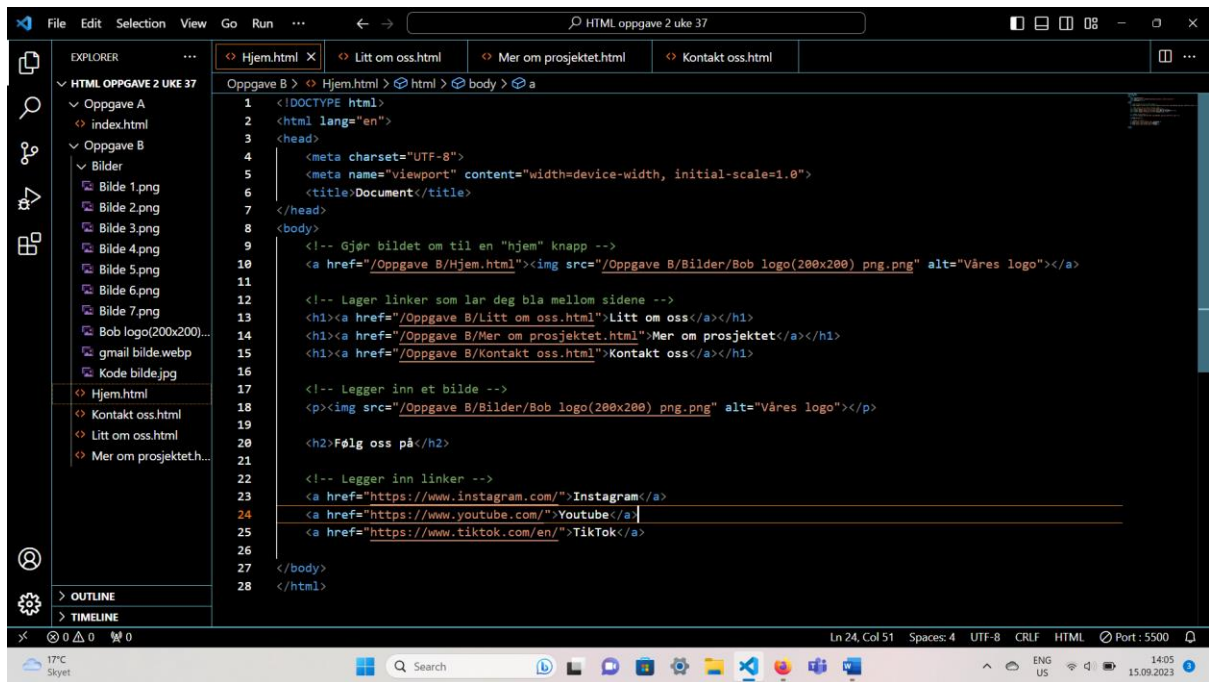 File Edit Selection View Go Run ··· HTML oppgave 2 uke 37
EXPLORER ···
HTML OPPGAVE 2 UKE 37
Oppgave A
index.html
Oppgave B
Bilder
Bilde 1.png
Bilde 2.png
Bilde 3.png
Bilde 4.png
Bilde 5.png
Bilde 6.png
Bilde 7.png
Bob logo(200x200)...
gmail bilde.webp
Kode bilde.jpg
Hjem.html
Kontakt oss.html
Litt om oss.html
Mer om prosjektet.h...
OUTLINE
TIMELINE
Hjem.html Litt om oss.html Mer om prosjektet.html Kontakt oss.html
Oppgave B > Hjem.html > html > body > a
1 <!DOCTYPE html>
2 <html lang="en">
3 <head>
4 <meta charset="UTF-8">
5 <meta name="viewport" content="width=device-width, initial-scale=1.0">
6 <title>Document</title>
7 </head>
8 <body>
9 <!-- Gjør bildet om til en "hjem" knapp -->
10 <a href="/Oppgave B/Hjem.html"><img src="/Oppgave B/Bilder/Bob logo(200x200) png.png" alt="Våres logo"></a>
11
12 <!-- Lager linker som lar deg bla mellom sidene -->
13 <h1><a href="/Oppgave B/Litt om oss.html">Litt om oss</a></h1>
14 <h1><a href="/Oppgave B/Mer om prosjektet.html">Mer om prosjektet</a></h1>
15 <h1><a href="/Oppgave B/Kontakt oss.html">Kontakt oss</a></h1>
16
17 <!-- Legger inn et bilde -->
18 <p><img src="/Oppgave B/Bilder/Bob logo(200x200) png.png" alt="Våres logo"></p>
19
20 <h2>Følg oss på</h2>
21
22 <!-- Legger inn linker -->
23 <a href="https://www.instagram.com/">Instagram</a>
24 <a href="https://www.youtube.com/">Youtube</a>
25 <a href="https://www.tiktok.com/en/">TikTok</a>
26
27 </body>
28 </html>
0 0 0 Ln 24, Col 51 Spaces: 4 UTF-8 CRLF HTML Port : 5500
17°C
Skyet
Search
ENG
US
14:05
15.09.2023
3